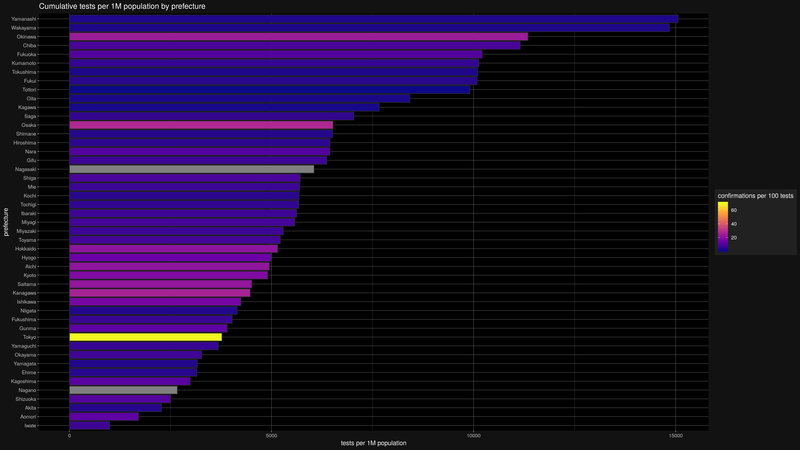 Cumulative tests per 1M population by prefecture
Yamanashi
Wakayama
Okinawa
Chiba
Fukuoka
Kumamoto
Tokushima
Fukui
Tottori
Oita
Kagawa
Saga
Osaka
Shimane
Hiroshima
Nara
Gifu
Nagasaki
Shiga
Mie
Kochi
Tochigi
Ibaraki
Miyagi
Miyazaki
Toyama
Hokkaido
Hyogo
Aichi
Kyoto
Saitama
Kanagawa
Ishikawa
Niigata
Fukushima
Gunma
Tokyo
Yamaguchi
Okayama
Yamagata
Ehime
Kagoshima
Nagano
Shizuoka
Akita
Aomori
Iwate
prefecture
0 5000 10000 15000
tests per 1M population
confirmations per 100 tests
60
40
20